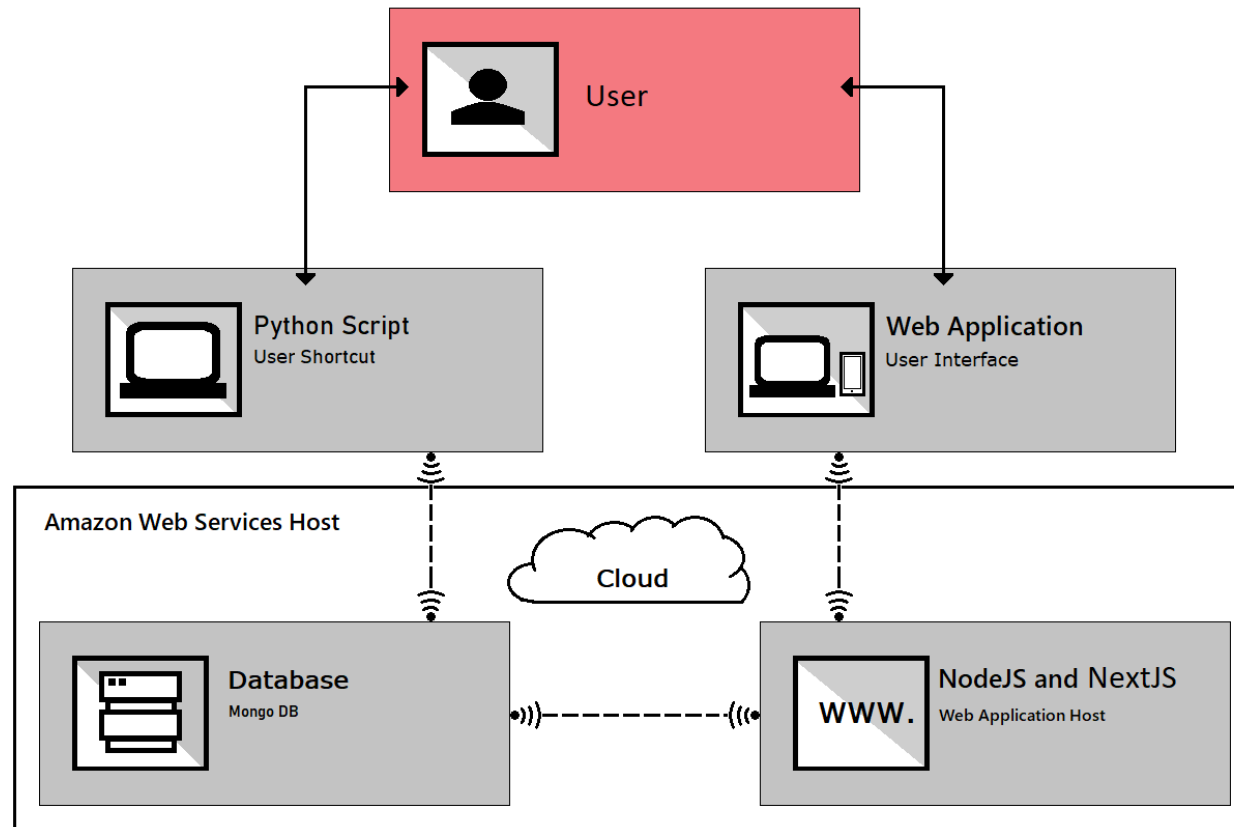 User
Python Script
User Shortcut
Web Application
User Interface
Amazon Web Services Host
Cloud
Database
Mongo DB
WWW.
NodeJS and NextJS
Web Application Host